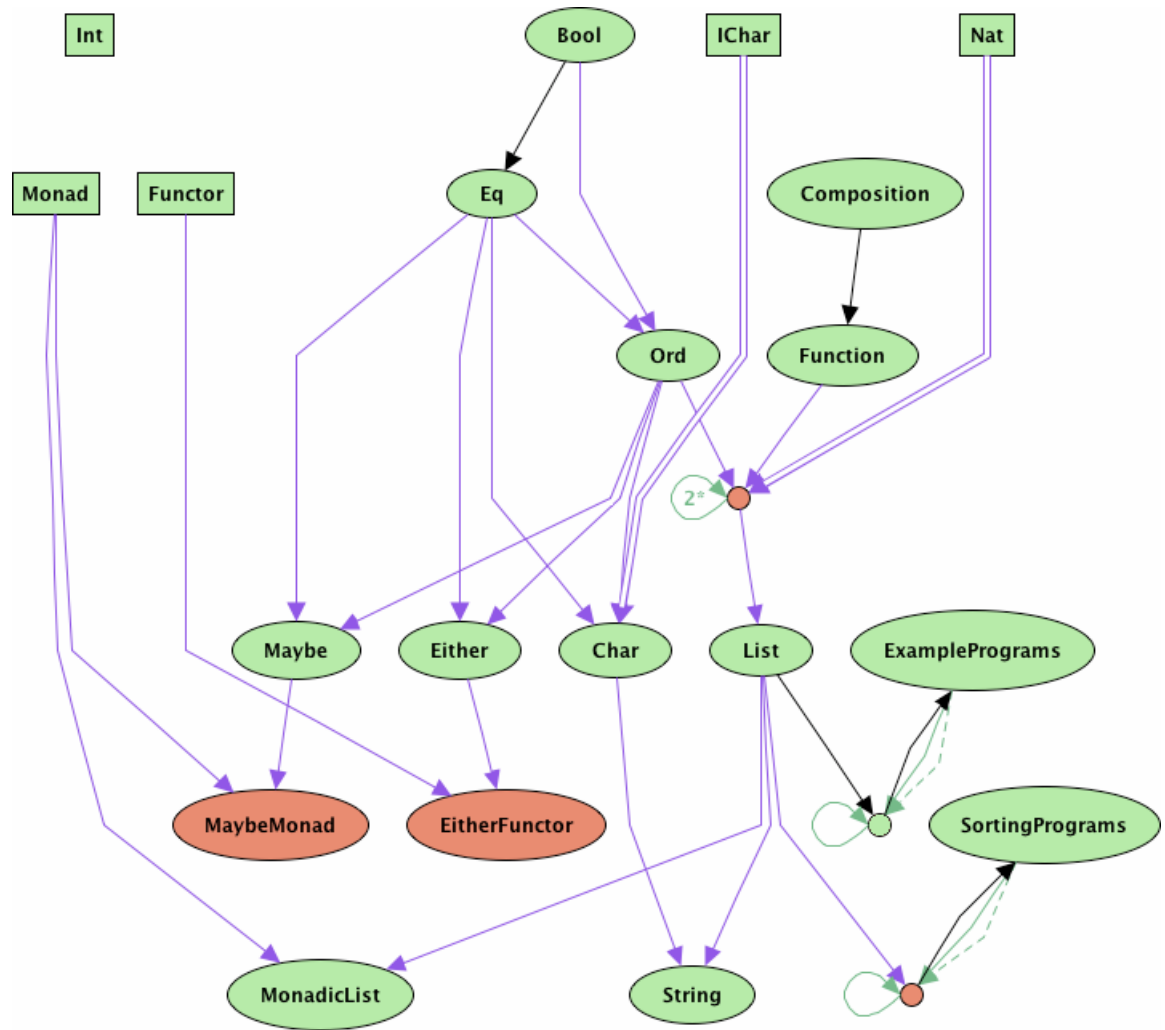 Int
Bool
IChar
Nat
Monad
Functor
Eq
Composition
Ord
Function
2*
Maybe
Either
Char
List
ExamplePrograms
MaybeMonad
EitherFunctor
SortingPrograms
MonadicList
String